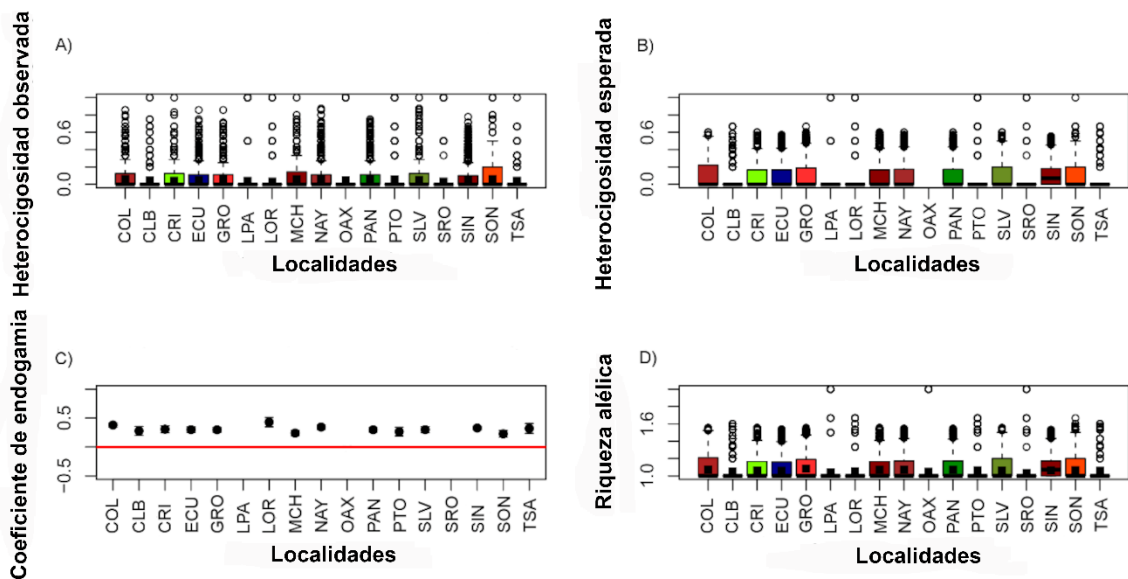 A)
Heterocigosidad observada
0.6
0.0
COL CLB CRI ECU GRO LPA LOR MCH NAY OAX PAN PTO SLV SRO SIN SON TSA
Localidades
B)
Heterocigosidad esperada
0.6
0.0
COL CLB CRI ECU GRO LPA LOR MCH NAY OAX PAN PTO SLV SRO SIN SON TSA
Localidades
C)
Coeficiente de endogamia
0.5
−0.5
COL CLB CRI ECU GRO LPA LOR MCH NAY OAX PAN PTO SLV SRO SIN SON TSA
Localidades
D)
Riqueza alélica
1.6
1.0
COL CLB CRI ECU GRO LPA LOR MCH NAY OAX PAN PTO SLV SRO SIN SON TSA
Localidades